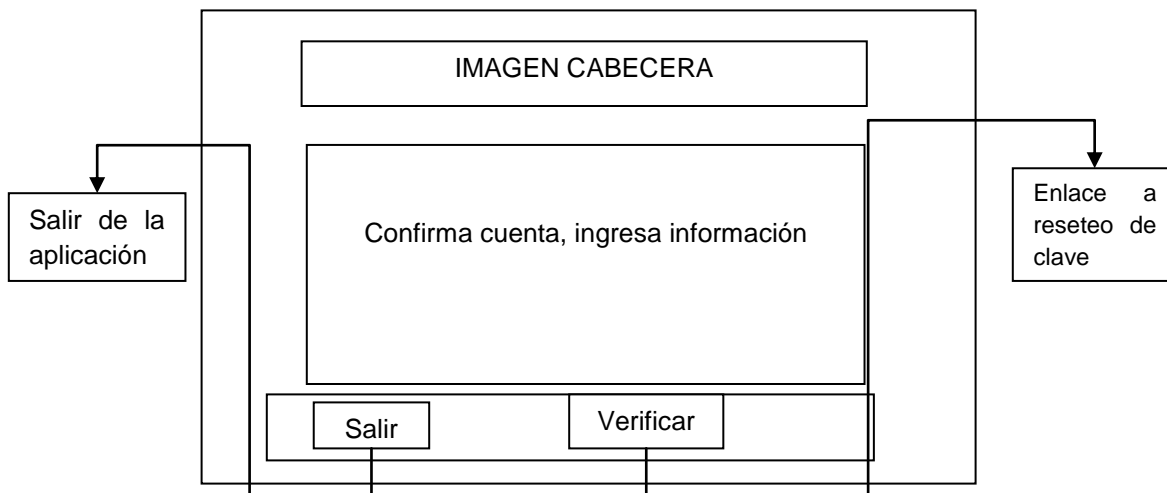 IMAGEN CABECERA
Salir de la
aplicación
Confirma cuenta, ingresa información
Enlace a
reseteo de
clave
Salir
Verificar